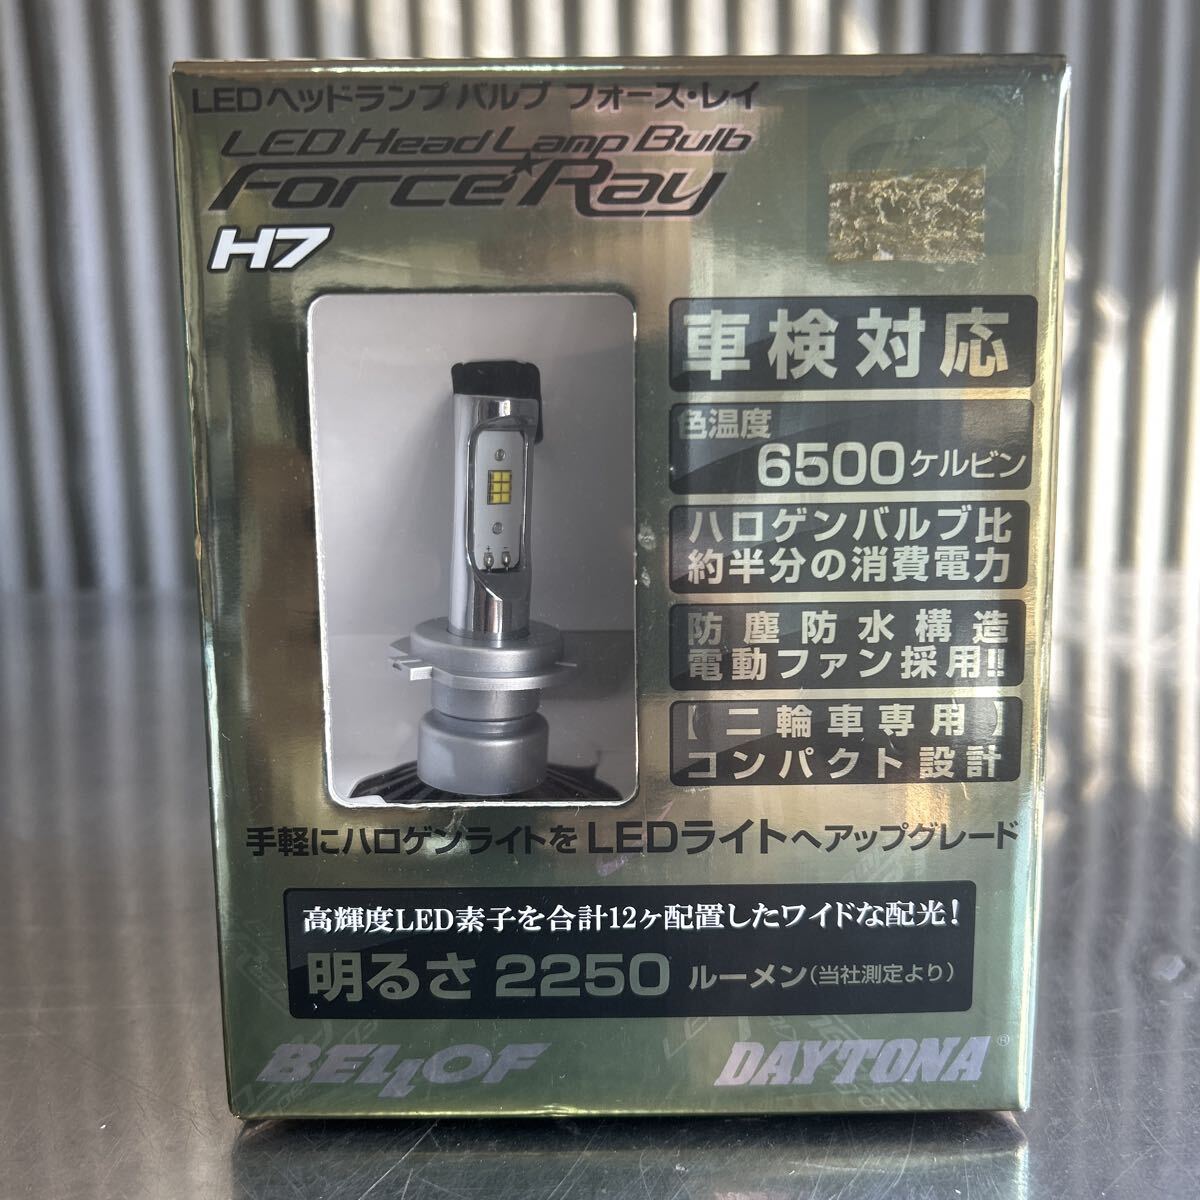 LEDヘッドランプ バルブ フォース・レイ
LED Head Lamp Bulb
Force★Ray
H7
車検対応
色温度
6500ケルビン
ハロゲンバルブ比
約半分の消費電力
防塵防水構造
電動ファン採用!!
【二輪車専用】
コンパクト設計
手軽にハロゲンライトをLEDライトへアップグレード
高輝度LED素子を合計12ヶ配置したワイドな配光!
明るさ 2250 ルーメン(当社測定より)
BELLOF
DAYTONA®